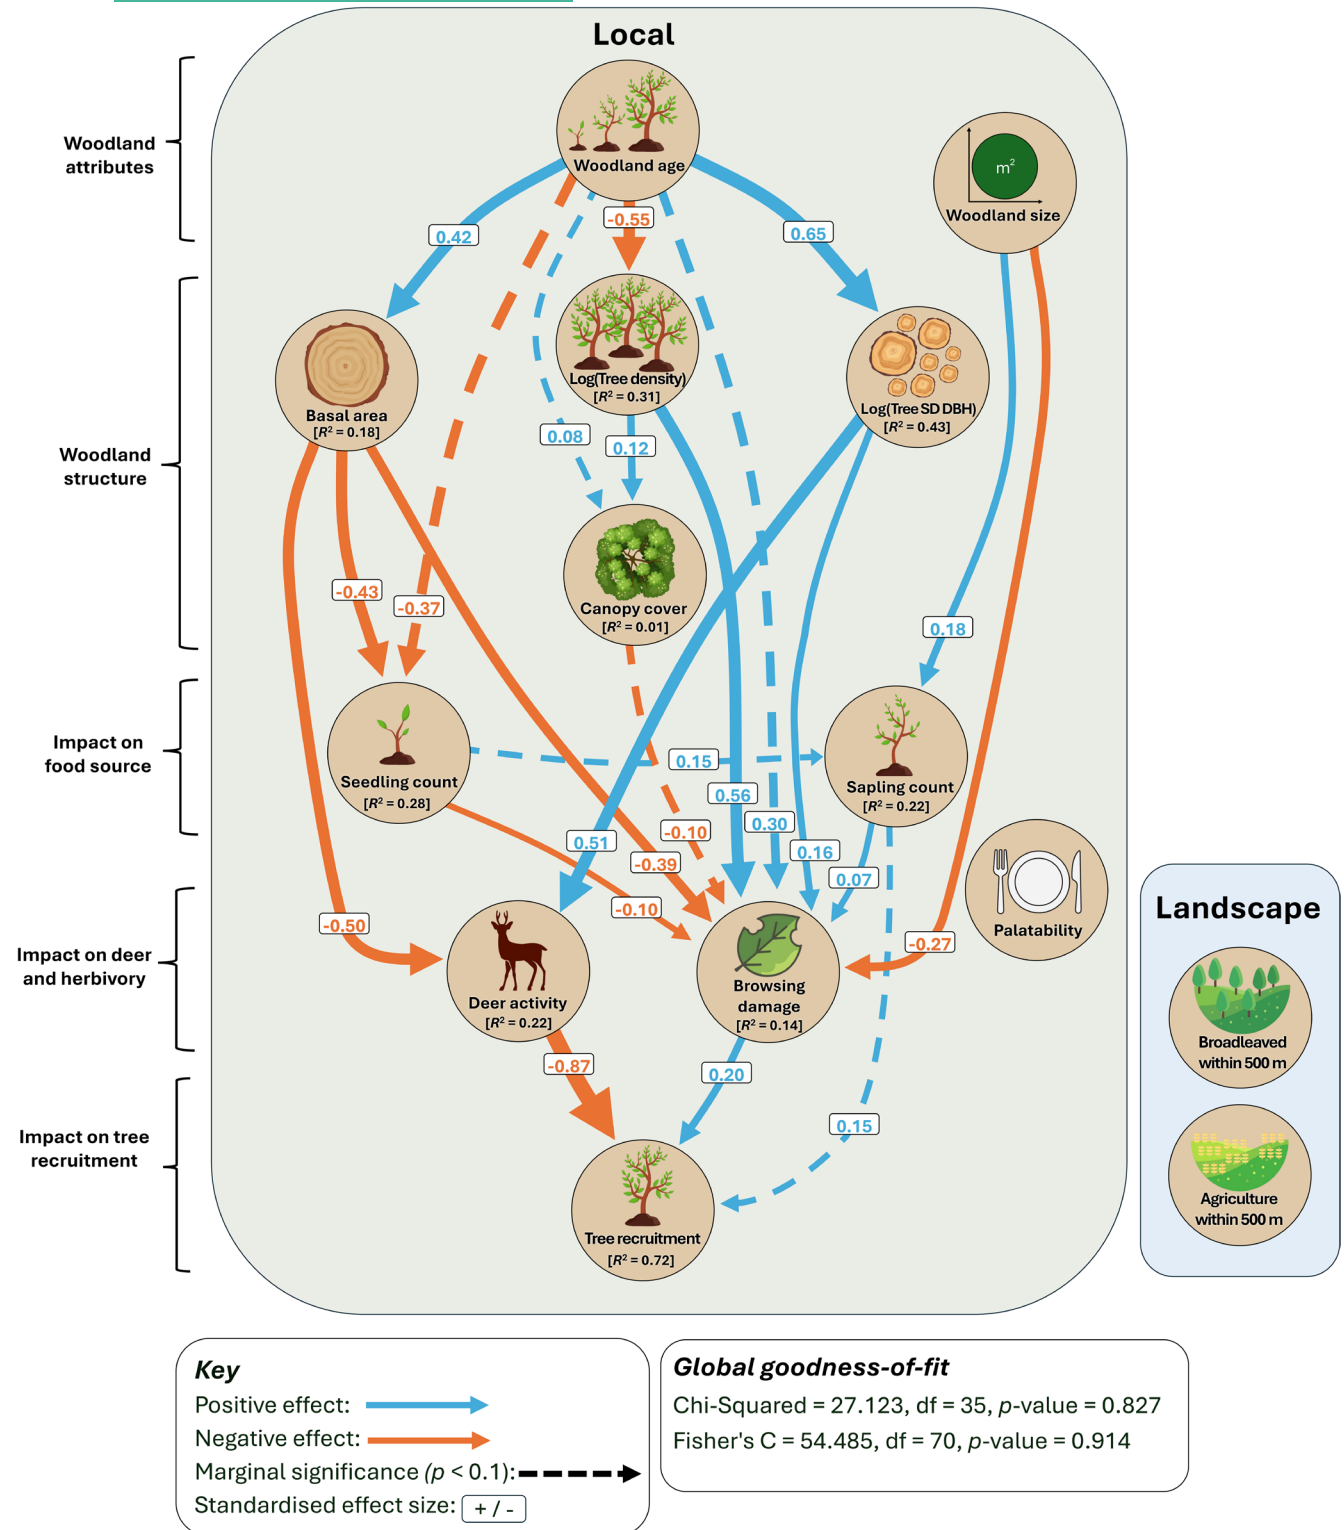 Local
Woodland
attributes
Woodland age
m²
Woodland size
0.42
-0.55
0.65
Woodland
structure
Basal area
[R² = 0.18]
Log(Tree density)
[R² = 0.31]
Log(Tree SD DBH)
[R² = 0.43]
0.08
0.12
Canopy cover
[R² = 0.01]
-0.43
-0.37
0.18
Impact on
food source
Seedling count
[R² = 0.28]
0.15
Sapling count
[R² = 0.22]
0.56
0.30
-0.10
0.51
-0.39
0.16
0.07
-0.10
-0.50
-0.27
Palatability
Impact on deer
and herbivory
Deer activity
[R² = 0.22]
Browsing
damage
[R² = 0.14]
-0.87
0.20
0.15
Impact on tree
recruitment
Tree recruitment
[R² = 0.72]
Landscape
Broadleaved
within 500 m
Agriculture
within 500 m
Key
Positive effect:
Negative effect:
Marginal significance (p < 0.1):
Standardised effect size: + / -
Global goodness-of-fit
Chi-Squared = 27.123, df = 35, p-value = 0.827
Fisher's C = 54.485, df = 70, p-value = 0.914